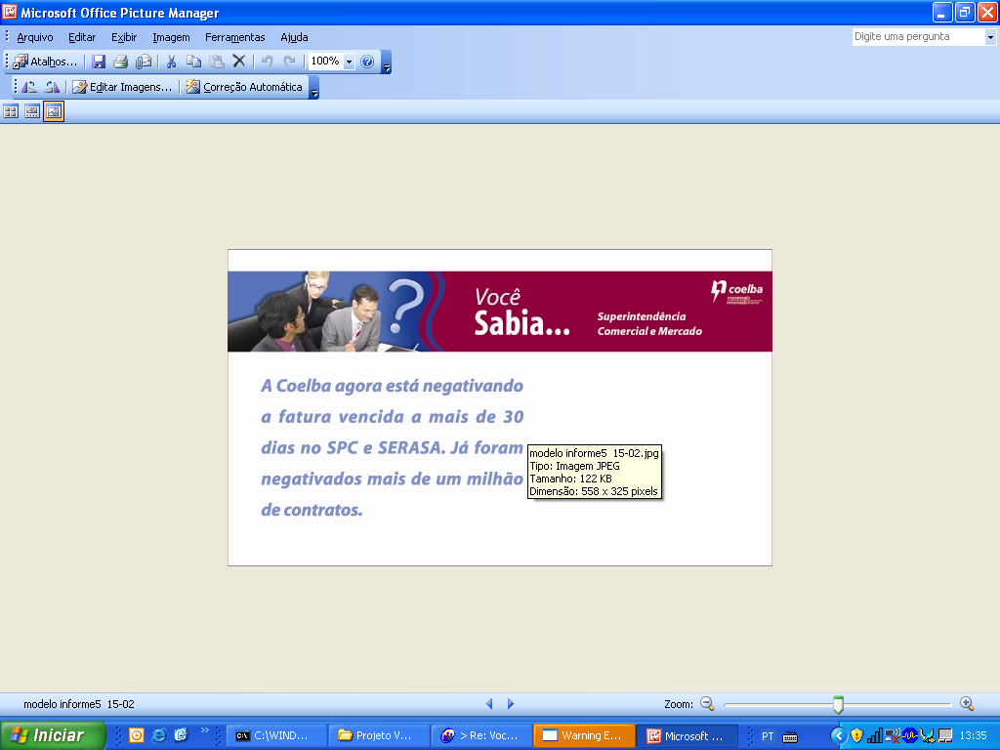 Microsoft Office Picture Manager
Arquivo Editar Exibir Imagem Ferramentas Ajuda
Digite uma pergunta
Atalhos... 100%
Editar Imagens... Correção Automática
Você
Sabia...
Superintendência
Comercial e Mercado
coelba
A Coelba agora está negativando
a fatura vencida a mais de 30
dias no SPC e SERASA. Já foram
negativados mais de um milhão
de contratos.
modelo informe5 15-02.jpg
Tipo: Imagem JPEG
Tamanho: 122 KB
Dimensão: 558 x 325 pixels
modelo informe5 15-02
Zoom:
Iniciar
C:\WIND...
Projeto V...
> Re: Voc...
Warning E...
Microsoft ...
PT
13:35